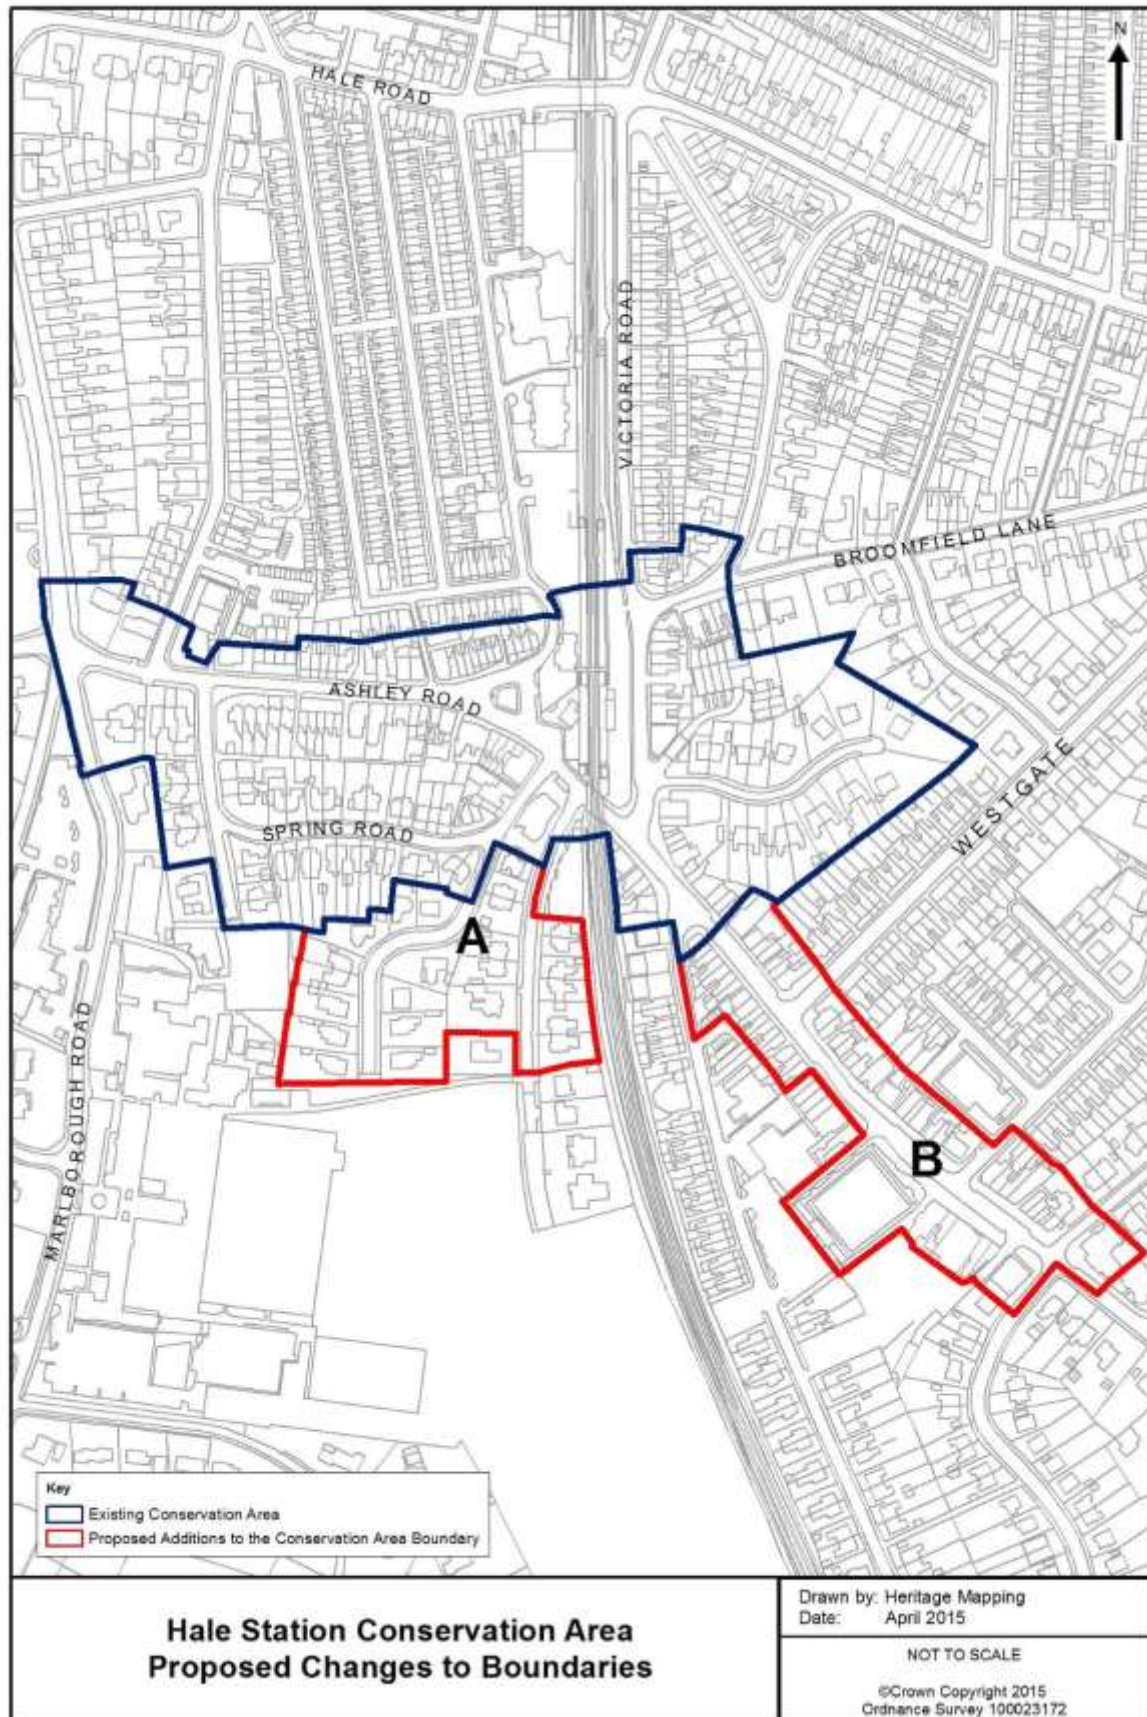 N
HALE ROAD
VICTORIA ROAD
BROOMFIELD LANE
ASHLEY ROAD
WESTGATE
SPRING ROAD
A
MARLBOROUGH ROAD
B
Key
Existing Conservation Area
Proposed Additions to the Conservation Area Boundary
Hale Station Conservation Area
Proposed Changes to Boundaries
Drawn by: Heritage Mapping
Date: April 2015
NOT TO SCALE
©Crown Copyright 2015
Ordnance Survey 100023172